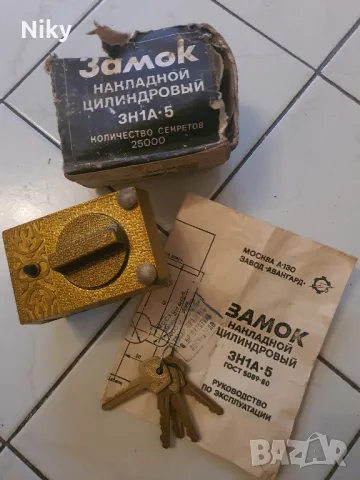 Niky
Замок
НАКЛАДНОЙ
ЦИЛИНДРОВЫЙ
ЗН1А·5
КОЛИЧЕСТВО СЕКРЕТОВ
25000
МОСКВА А-130
ЗАВОД „АВАНГАРД“
ЗАМОК
НАКЛАДНОЙ
ЦИЛИНДРОВЫЙ
ЗН1А·5
ГОСТ 5089-80
РУКОВОДСТВО
ПО ЭКСПЛУАТАЦИИ
BAZAR